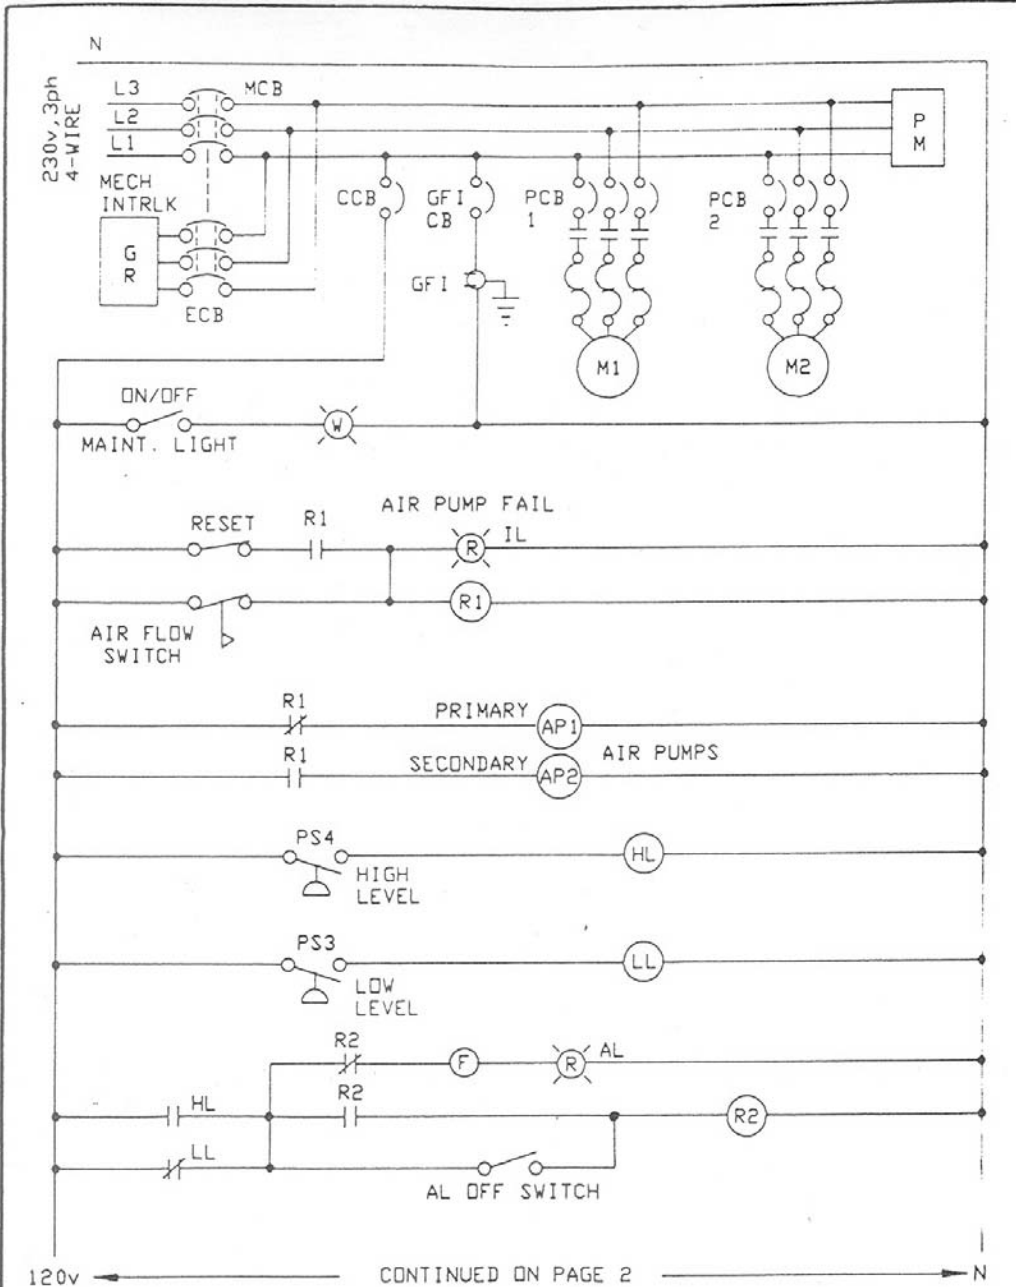 N
230v,3ph
4-WIRE
L3
MCB
L2
L1
P
M
MECH
INTRLK
CCB
GFI
CB
PCB
1
PCB
2
G
R
GFI
ECB
M1
M2
ON/OFF
W
MAINT. LIGHT
AIR PUMP FAIL
RESET
R1
R
IL
R1
AIR FLOW
SWITCH
R1
PRIMARY
AP1
AIR PUMPS
R1
SECONDARY
AP2
PS4
HIGH
LEVEL
HL
PS3
LOW
LEVEL
LL
R2
F
R
AL
HL
R2
R2
LL
AL OFF SWITCH
120v
CONTINUED ON PAGE 2
N